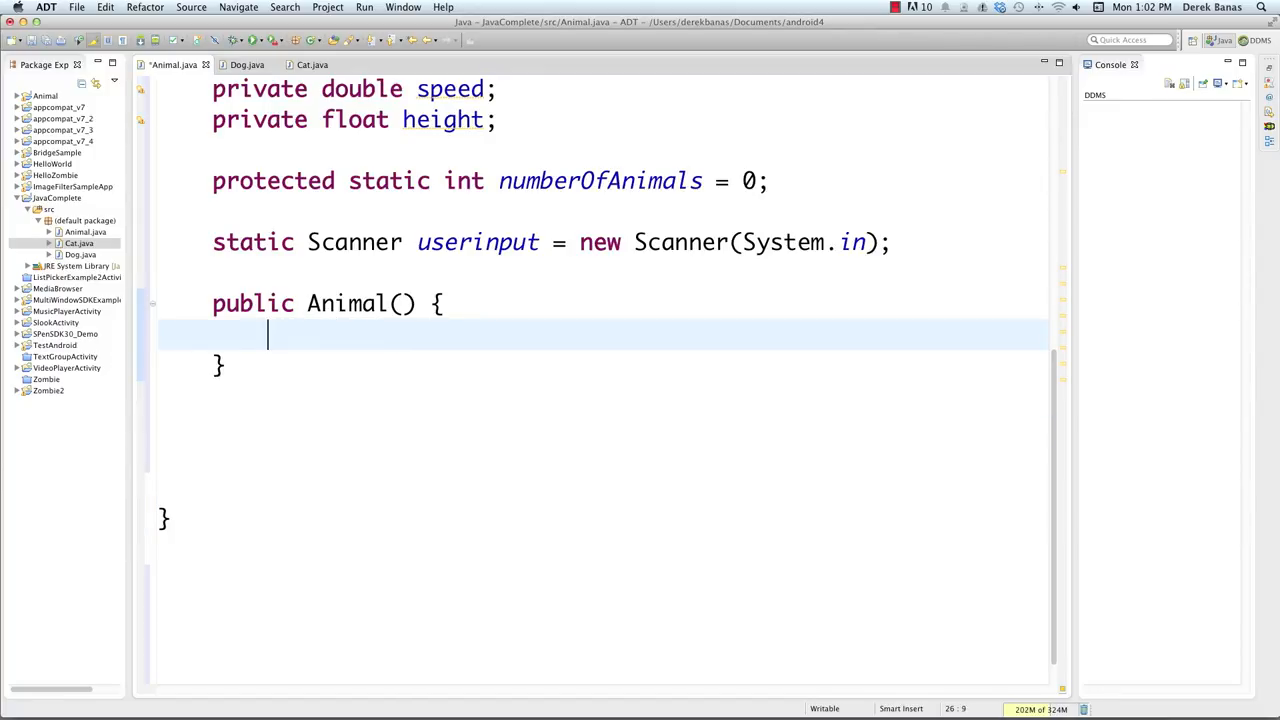 ADT File Edit Refactor Source Navigate Search Project Run Window Help 10 Mon 1:02 PM Derek Banas
Java - JavaComplete/src/Animal.java - ADT - /Users/derekbanas/Documents/android4
Quick Access Java DDMS
Package Exp *Animal.java Dog.java Cat.java Console
DDMS
Animal
appcompat_v7
appcompat_v7_2
appcompat_v7_3
appcompat_v7_4
BridgeSample
HelloWorld
HelloZombie
ImageFilterSampleApp
JavaComplete
src
(default package)
Animal.java
Cat.java
Dog.java
JRE System Library [Ja
ListPickerExample2Activi
MediaBrowser
MultiWindowSDKExample
MusicPlayerActivity
SlookActivity
SPenSDK30_Demo
TestAndroid
TextGroupActivity
VideoPlayerActivity
Zombie
Zombie2
private double speed;
private float height;
protected static int numberOfAnimals = 0;
static Scanner userinput = new Scanner(System.in);
public Animal() {
}
}
Writable Smart Insert 26 : 9 202M of 324M